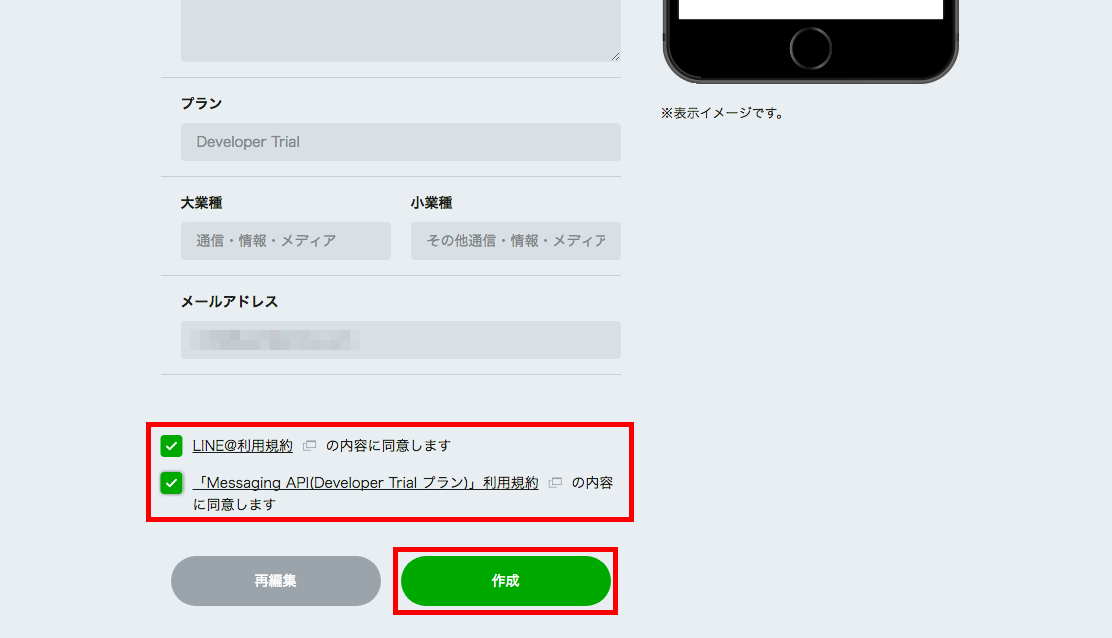 プラン
Developer Trial
※表示イメージです。
大業種
小業種
通信・情報・メディア
その他通信・情報・メディア
メールアドレス
LINE@利用規約 の内容に同意します
「Messaging API(Developer Trial プラン)」利用規約 の内容
に同意します
再編集
作成